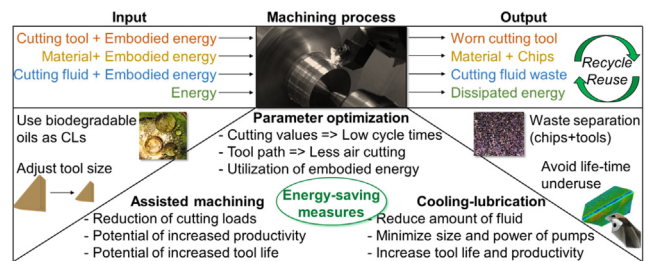 Input
Machining process
Output
Cutting tool + Embodied energy
Material+ Embodied energy
Cutting fluid + Embodied energy
Energy
Worn cutting tool
Material + Chips
Cutting fluid waste
Dissipated energy
Recycle
Reuse
Use biodegradable
oils as CLs
Adjust tool size
Parameter optimization
- Cutting values => Low cycle times
- Tool path => Less air cutting
- Utilization of embodied energy
Waste separation
(chips+tools)
Avoid life-time
underuse
Assisted machining
- Reduction of cutting loads
- Potential of increased productivity
- Potential of increased tool life
Energy-saving
measures
Cooling-lubrication
- Reduce amount of fluid
- Minimize size and power of pumps
- Increase tool life and productivity